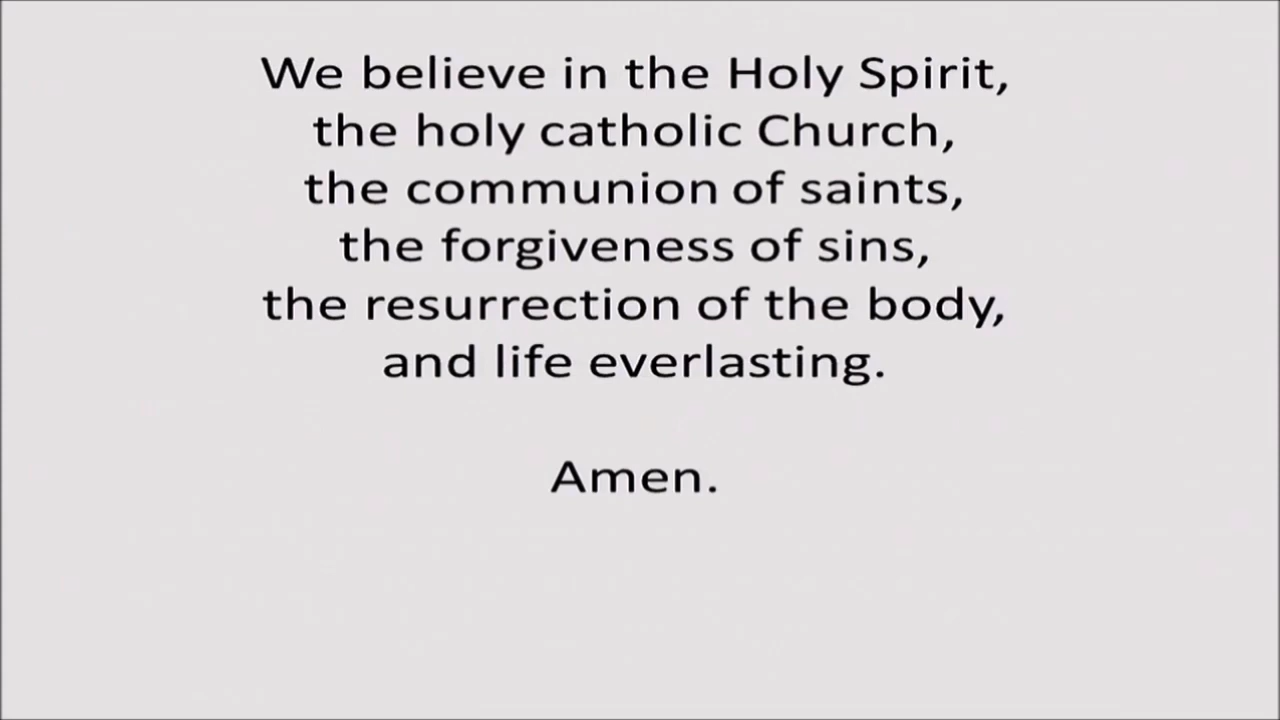 We believe in the Holy Spirit,
the holy catholic Church,
the communion of saints,
the forgiveness of sins,
the resurrection of the body,
and life everlasting.
Amen.